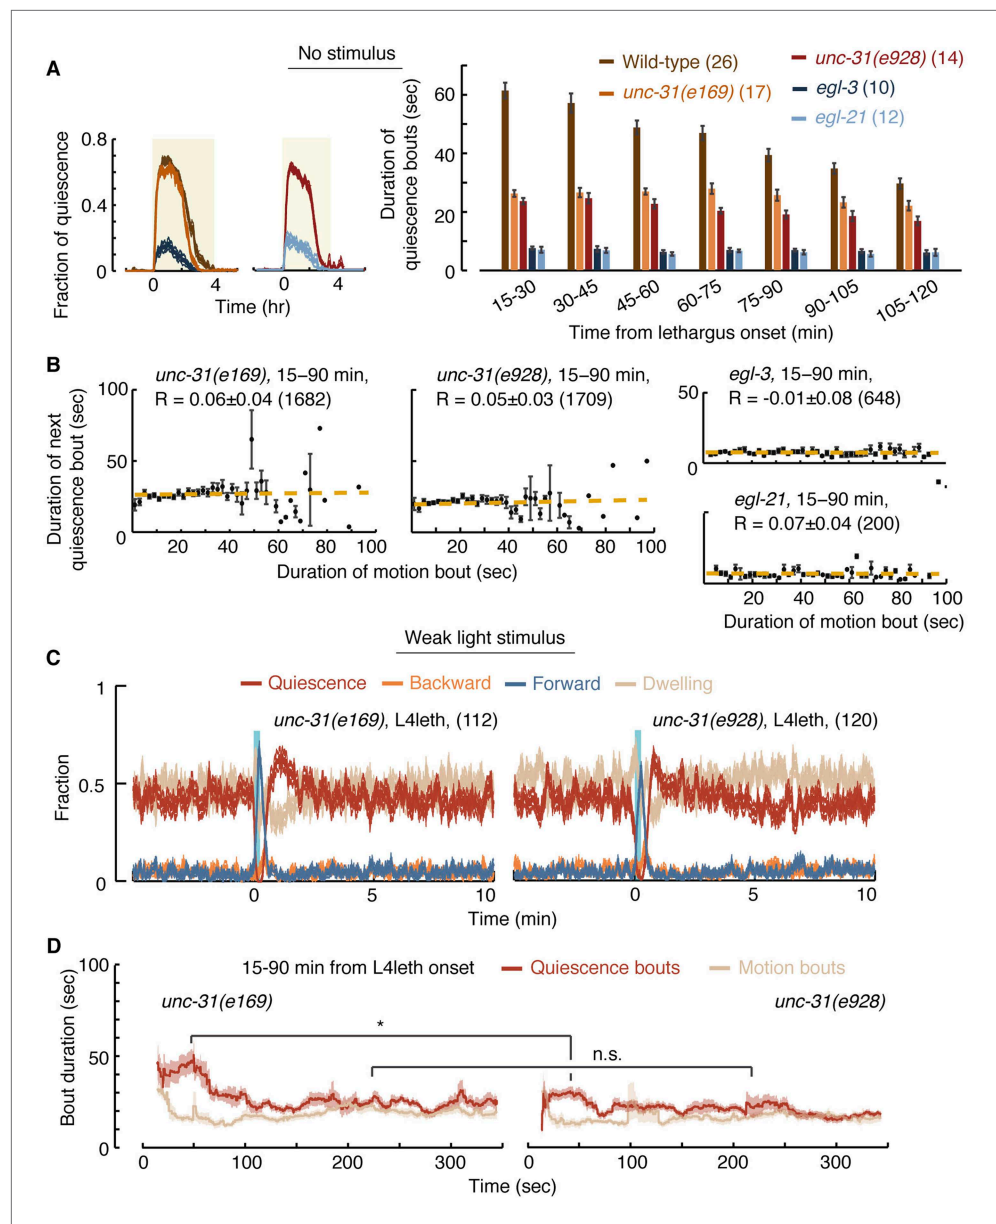 A
No stimulus
Fraction of quiescence
0.8
0.4
0
0
4
0
4
Time (hr)
Duration of
quiescence bouts (sec)
60
40
20
0
Wild-type (26)
unc-31(e169) (17)
unc-31(e928) (14)
egl-3 (10)
egl-21 (12)
15-30
30-45
45-60
60-75
75-90
90-105
105-120
Time from lethargus onset (min)
B
Duration of next
quiescence bout (sec)
100
50
0
unc-31(e169), 15–90 min,
R = 0.06±0.04 (1682)
20
40
60
80
100
unc-31(e928), 15–90 min,
R = 0.05±0.03 (1709)
20
40
60
80
100
Duration of motion bout (sec)
50
0
egl-3, 15–90 min,
R = -0.01±0.08 (648)
egl-21, 15–90 min,
R = 0.07±0.04 (200)
20
40
60
80
100
Duration of motion bout (sec)
Weak light stimulus
C
Quiescence
Backward
Forward
Dwelling
Fraction
1
0.5
0
unc-31(e169), L4leth, (112)
unc-31(e928), L4leth, (120)
0
5
10
0
5
10
Time (min)
D
Bout duration (sec)
100
50
0
15-90 min from L4leth onset
Quiescence bouts
Motion bouts
unc-31(e169)
unc-31(e928)
*
n.s.
0
100
200
300
0
100
200
300
Time (sec)